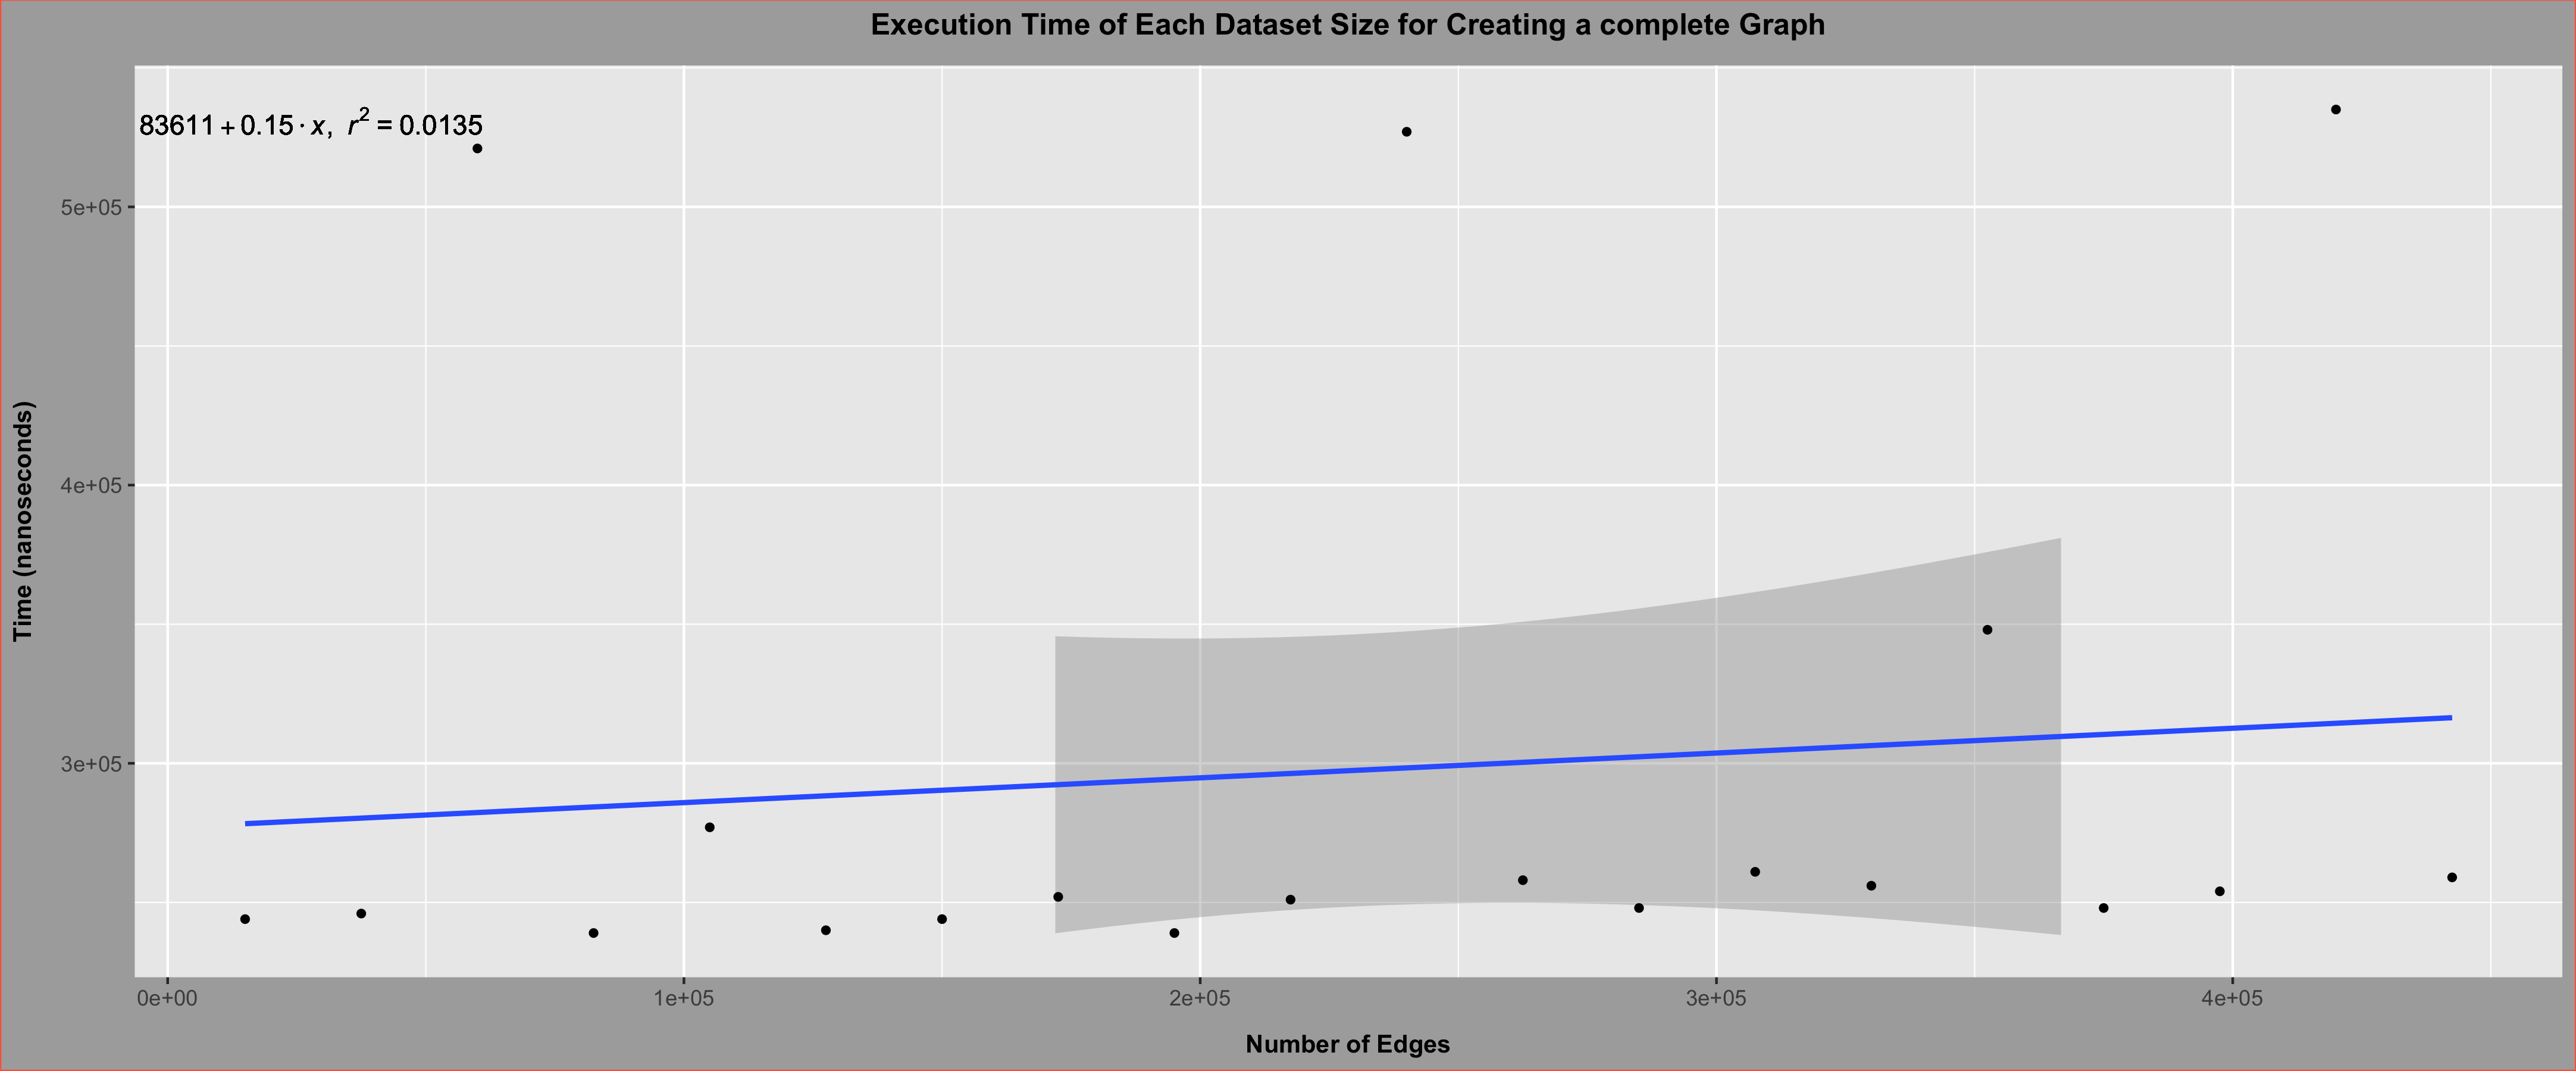 Execution Time of Each Dataset Size for Creating a complete Graph
83611 + 0.15 · x, r² = 0.0135
5e+05
4e+05
3e+05
Time (nanoseconds)
0e+00 1e+05 2e+05 3e+05 4e+05
Number of Edges